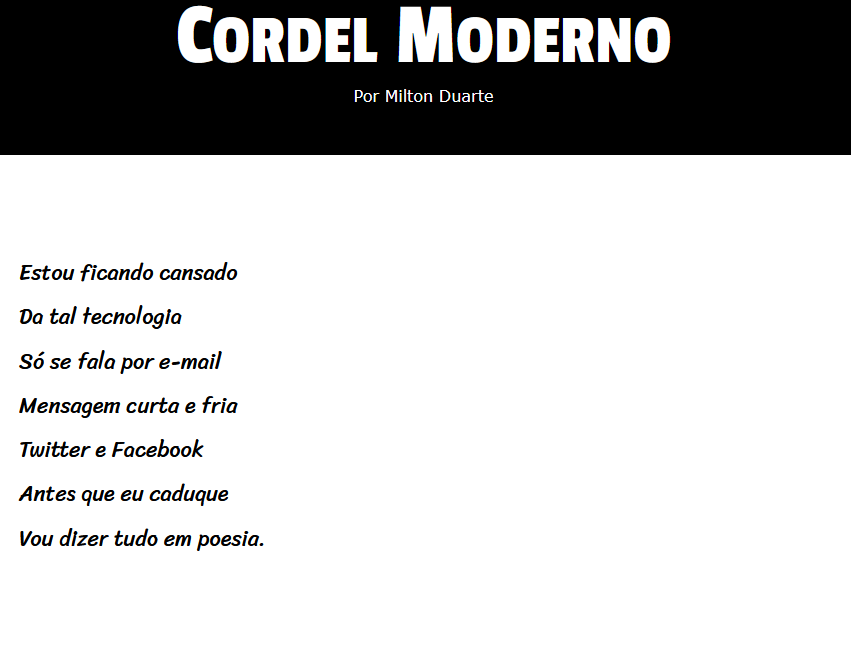 Cordel Moderno
Por Milton Duarte
Estou ficando cansado
Da tal tecnologia
Só se fala por e-mail
Mensagem curta e fria
Twitter e Facebook
Antes que eu caduque
Vou dizer tudo em poesia.